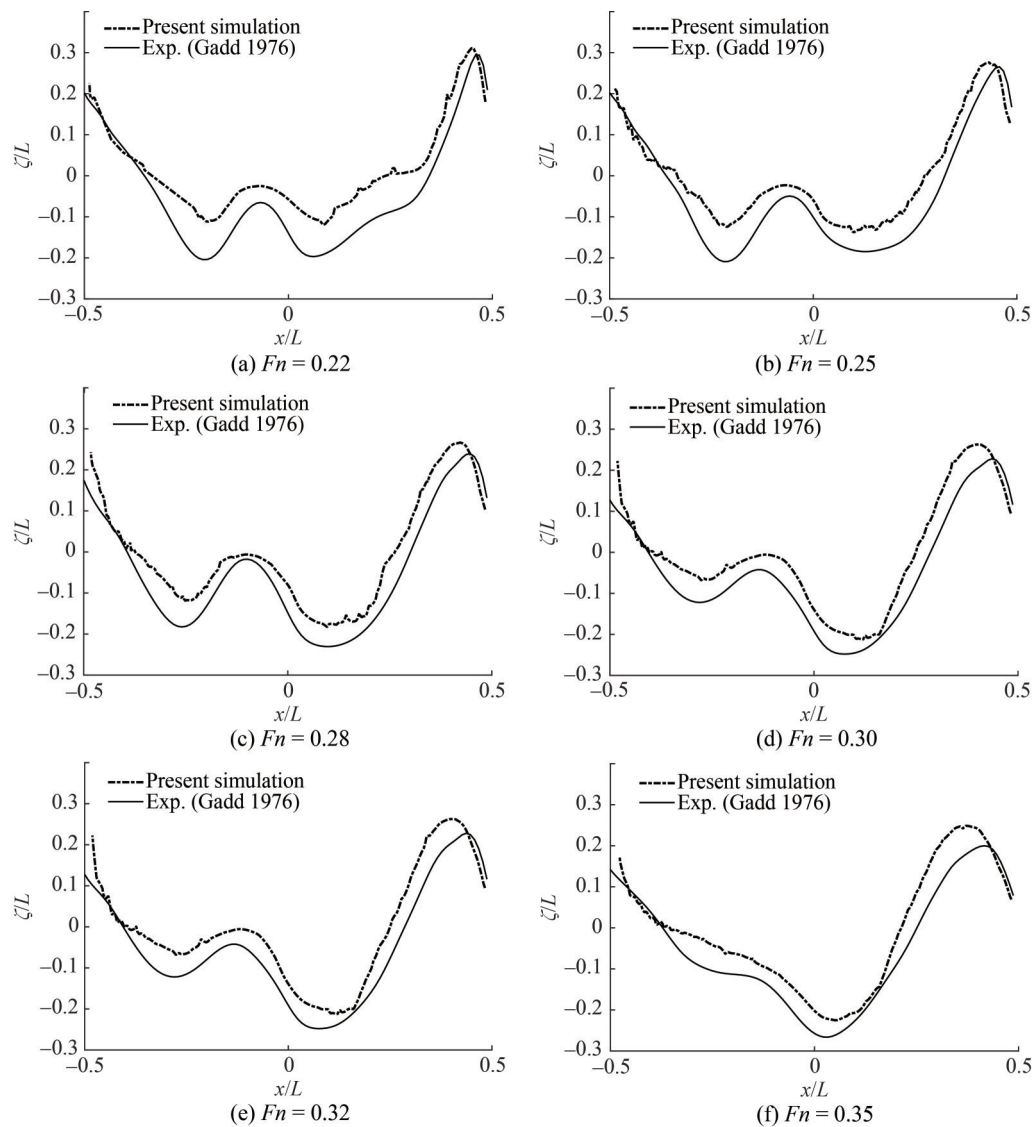 Present simulation
Exp. (Gadd 1976)
0.3
0.2
0.1
0
–0.1
–0.2
–0.3
ζ/L
–0.5
0
0.5
x/L
(a) Fn = 0.22
Present simulation
Exp. (Gadd 1976)
0.3
0.2
0.1
0
–0.1
–0.2
–0.3
ζ/L
–0.5
0
0.5
x/L
(b) Fn = 0.25
Present simulation
Exp. (Gadd 1976)
0.3
0.2
0.1
0
–0.1
–0.2
–0.3
ζ/L
–0.5
0
0.5
x/L
(c) Fn = 0.28
Present simulation
Exp. (Gadd 1976)
0.3
0.2
0.1
0
–0.1
–0.2
–0.3
ζ/L
–0.5
0
0.5
x/L
(d) Fn = 0.30
Present simulation
Exp. (Gadd 1976)
0.3
0.2
0.1
0
–0.1
–0.2
–0.3
ζ/L
–0.5
0
0.5
x/L
(e) Fn = 0.32
Present simulation
Exp. (Gadd 1976)
0.3
0.2
0.1
0
–0.1
–0.2
–0.3
ζ/L
–0.5
0
0.5
x/L
(f) Fn = 0.35